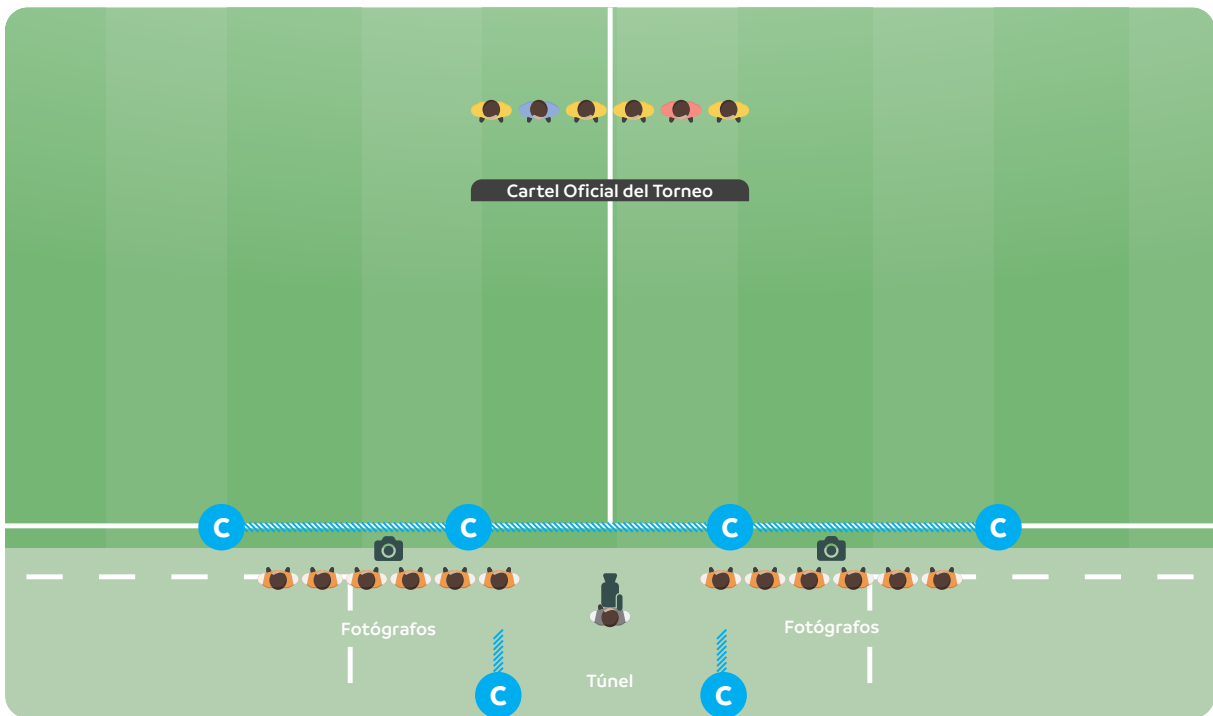 Cartel Oficial del Torneo
C C C C
Fotógrafos Fotógrafos
Túnel
C C